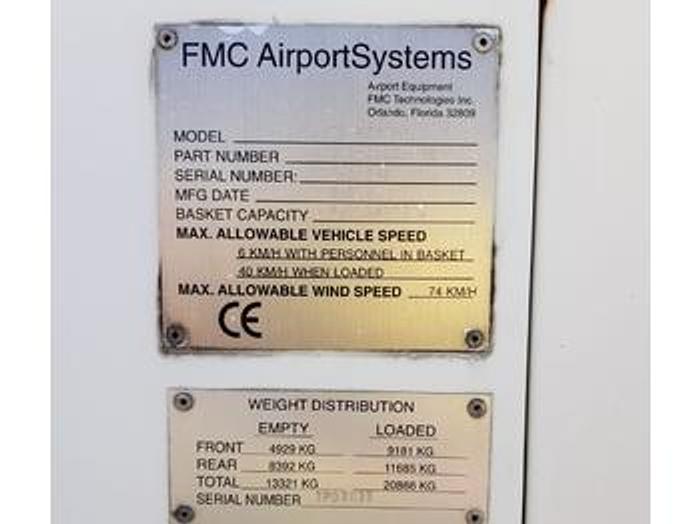 FMC AirportSystems
Airport Equipment
FMC Technologies Inc.
Orlando, Florida 32809
MODEL
PART NUMBER
SERIAL NUMBER:
MFG DATE
BASKET CAPACITY
MAX. ALLOWABLE VEHICLE SPEED
6 KM/H WITH PERSONNEL IN BASKET
40 KM/H WHEN LOADED
MAX. ALLOWABLE WIND SPEED 74 KM/H
CE
WEIGHT DISTRIBUTION
EMPTY LOADED
FRONT 4929 KG 9181 KG
REAR 8392 KG 11685 KG
TOTAL 13321 KG 20866 KG
SERIAL NUMBER